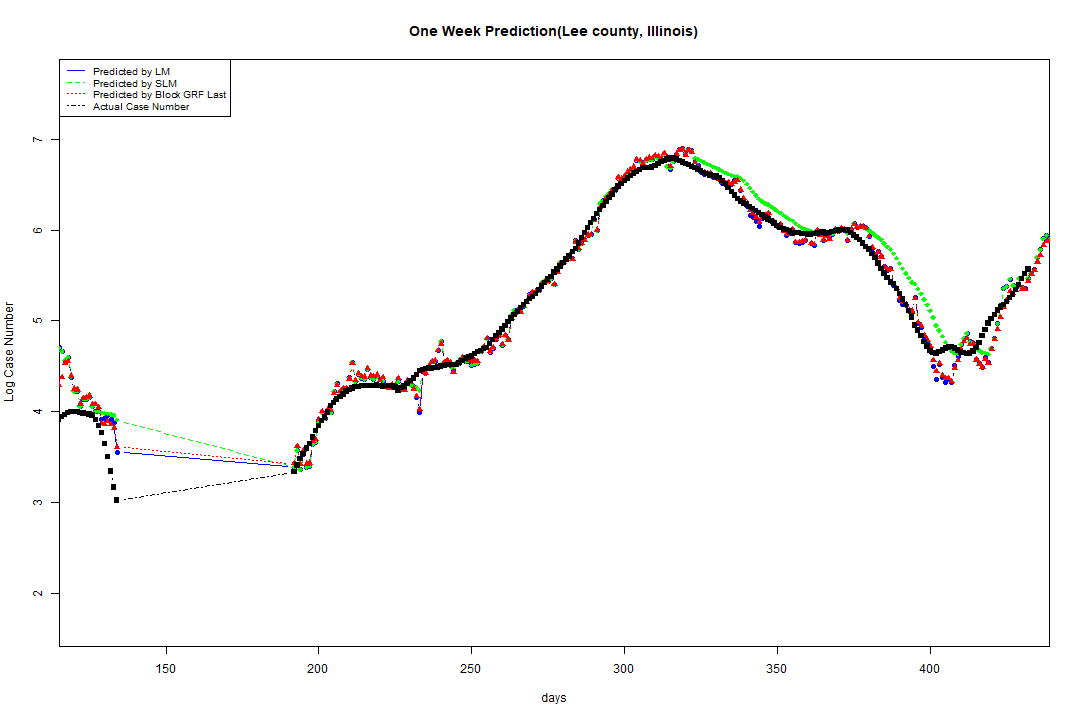 One Week Prediction(Lee county, Illinois)
Predicted by LM
Predicted by SLM
Predicted by Block GRF Last
Actual Case Number
7
6
5
4
3
2
Log Case Number
150 200 250 300 350 400
days